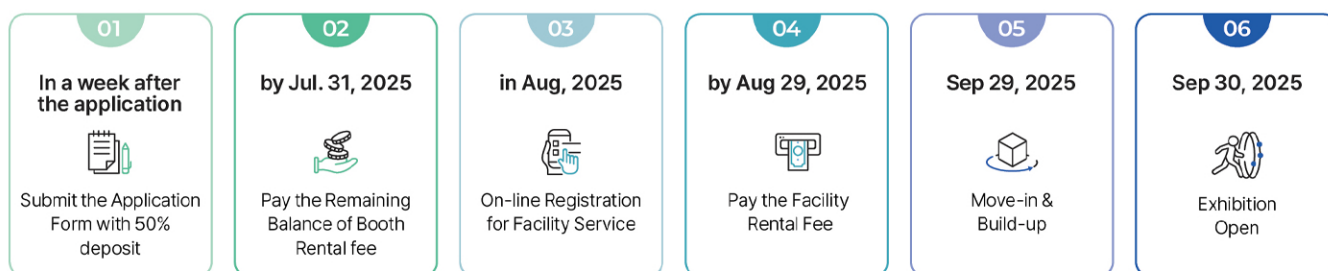 01
In a week after
the application
Submit the Application
Form with 50%
deposit
02
by Jul. 31, 2025
Pay the Remaining
Balance of Booth
Rental fee
03
in Aug, 2025
On-line Registration
for Facility Service
04
by Aug 29, 2025
Pay the Facility
Rental Fee
05
Sep 29, 2025
Move-in &
Build-up
06
Sep 30, 2025
Exhibition
Open